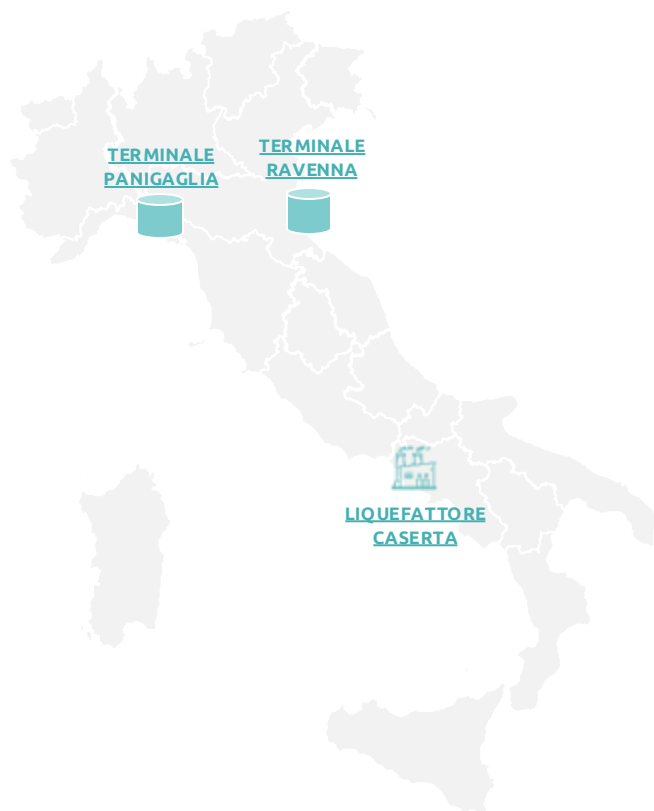 TERMINALE
PANIGAGLIA
TERMINALE
RAVENNA
LIQUEFATTORE
CASERTA